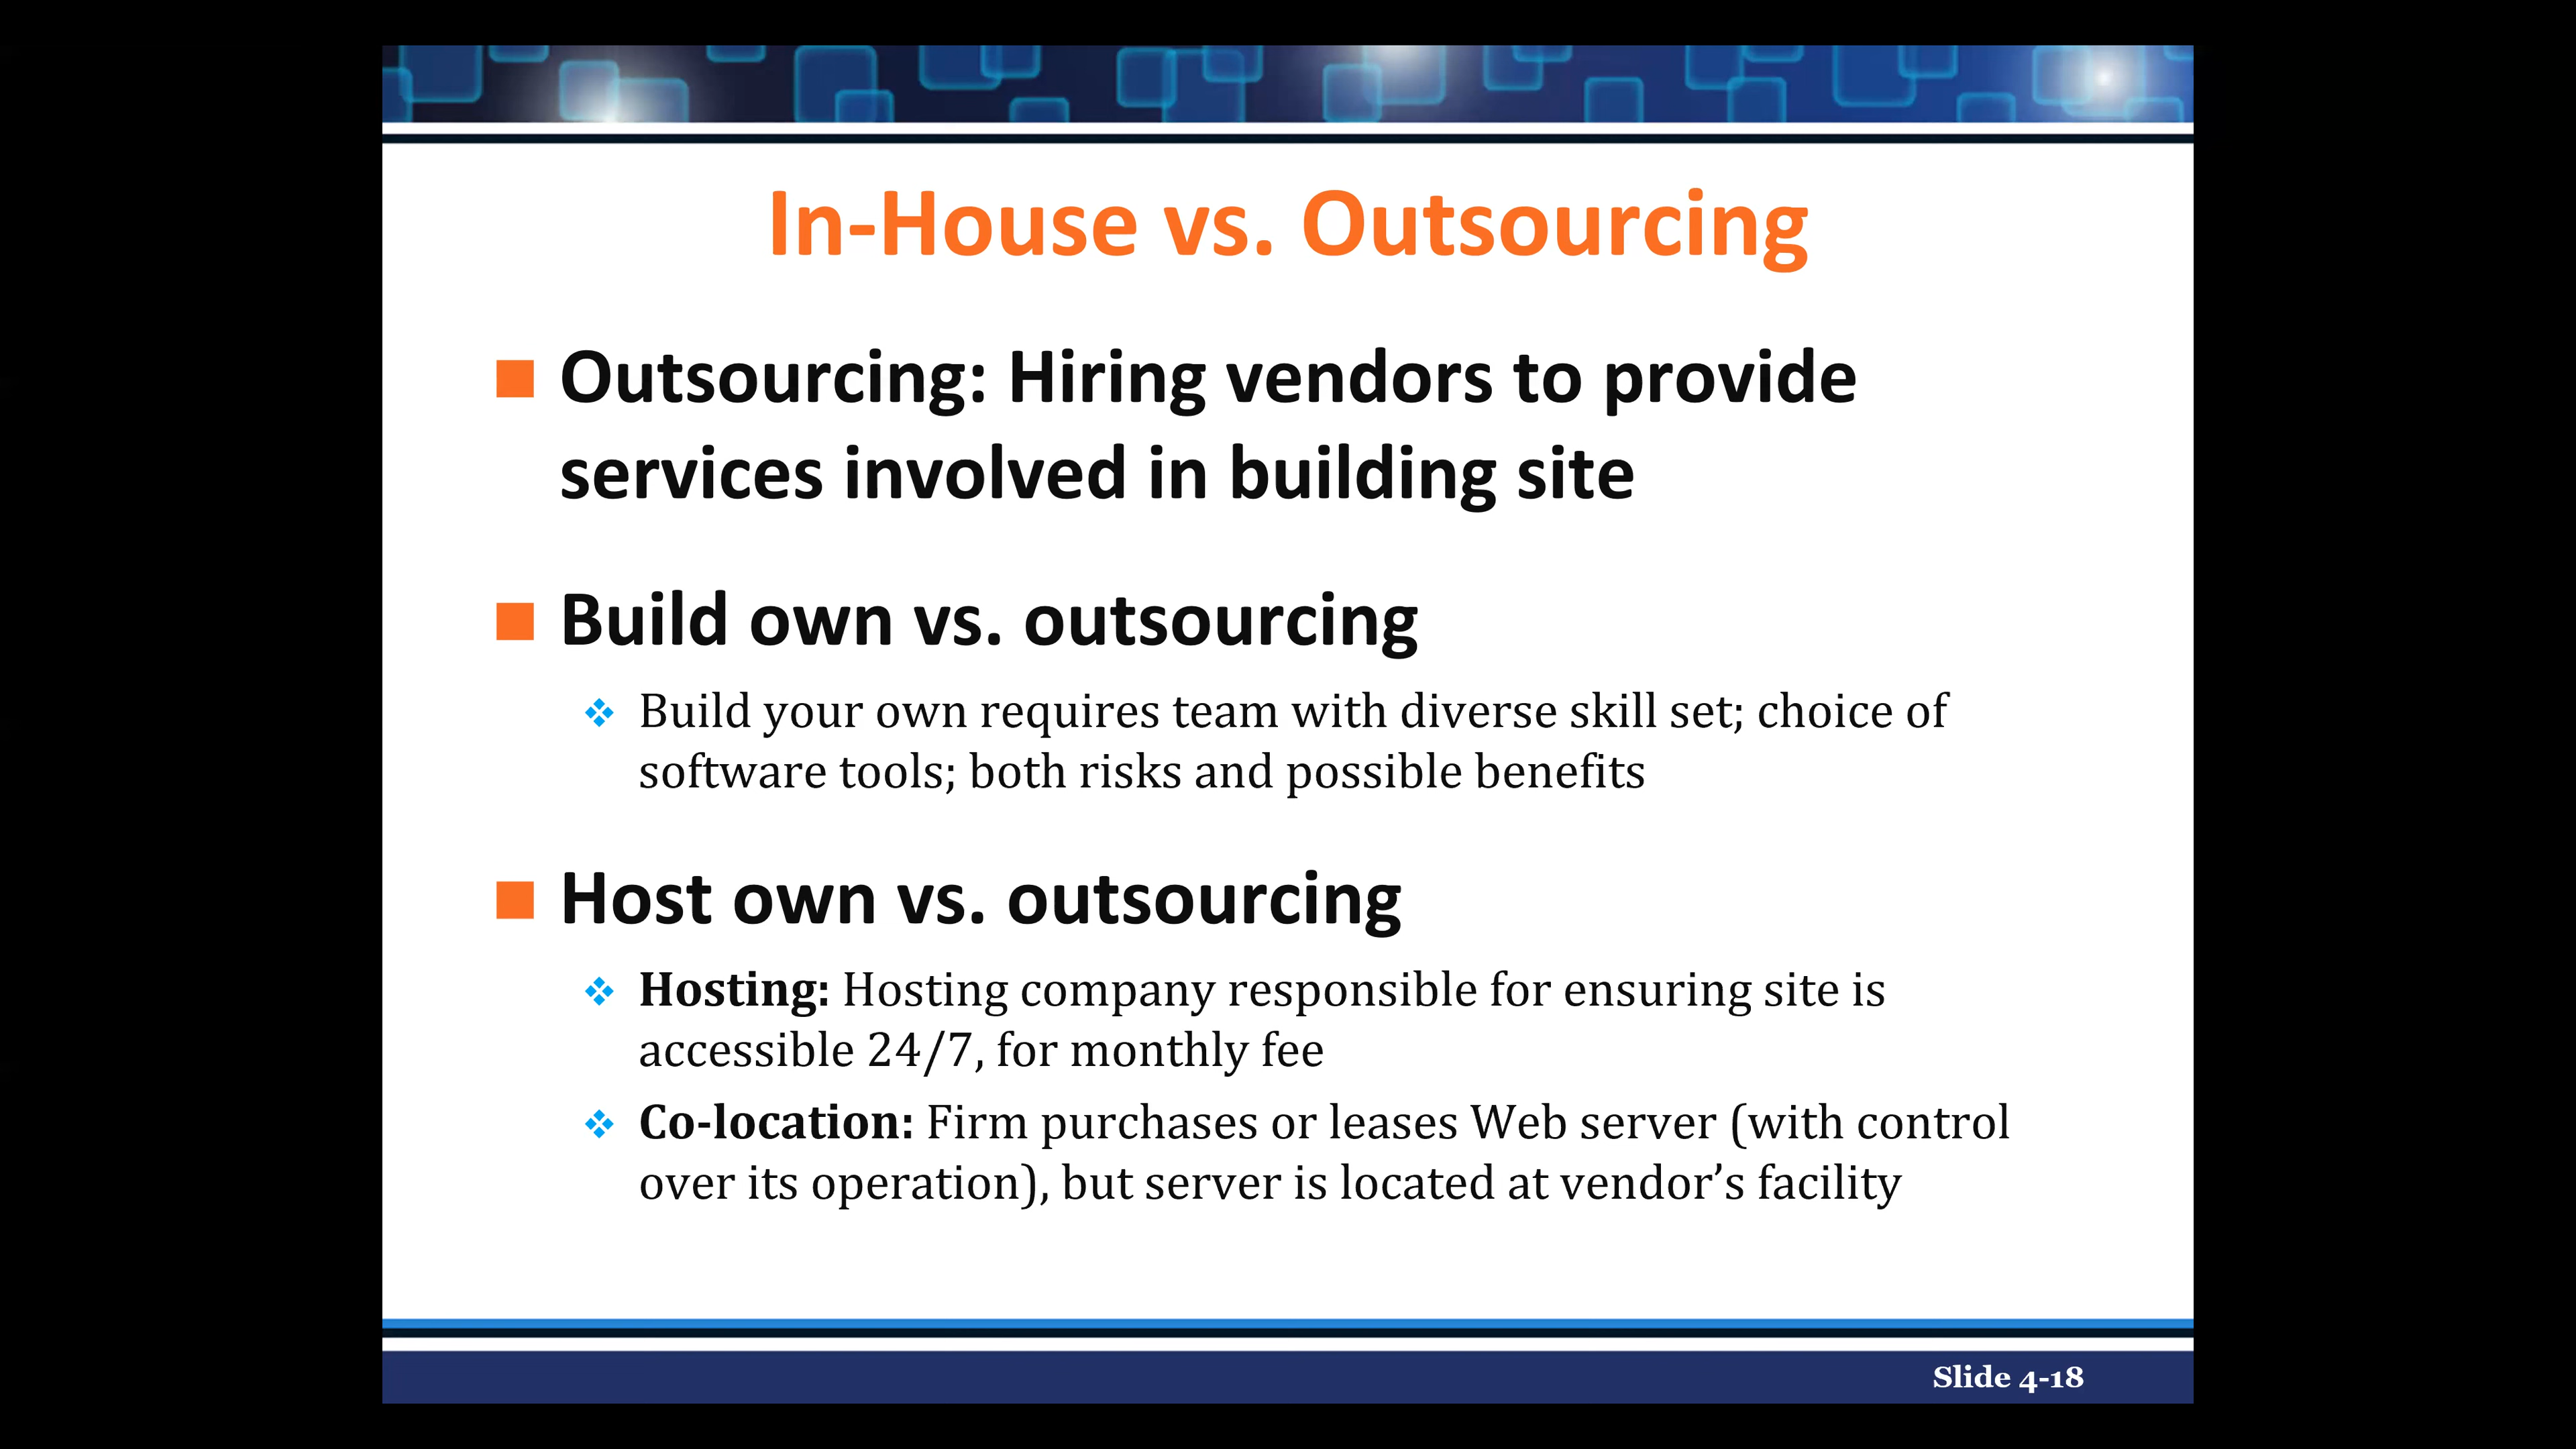 In-House vs. Outsourcing
Outsourcing: Hiring vendors to provide
services involved in building site
Build own vs. outsourcing
Build your own requires team with diverse skill set; choice of
software tools; both risks and possible benefits
Host own vs. outsourcing
Hosting: Hosting company responsible for ensuring site is
accessible 24/7, for monthly fee
Co-location: Firm purchases or leases Web server (with control
over its operation), but server is located at vendor’s facility
Slide 4-18